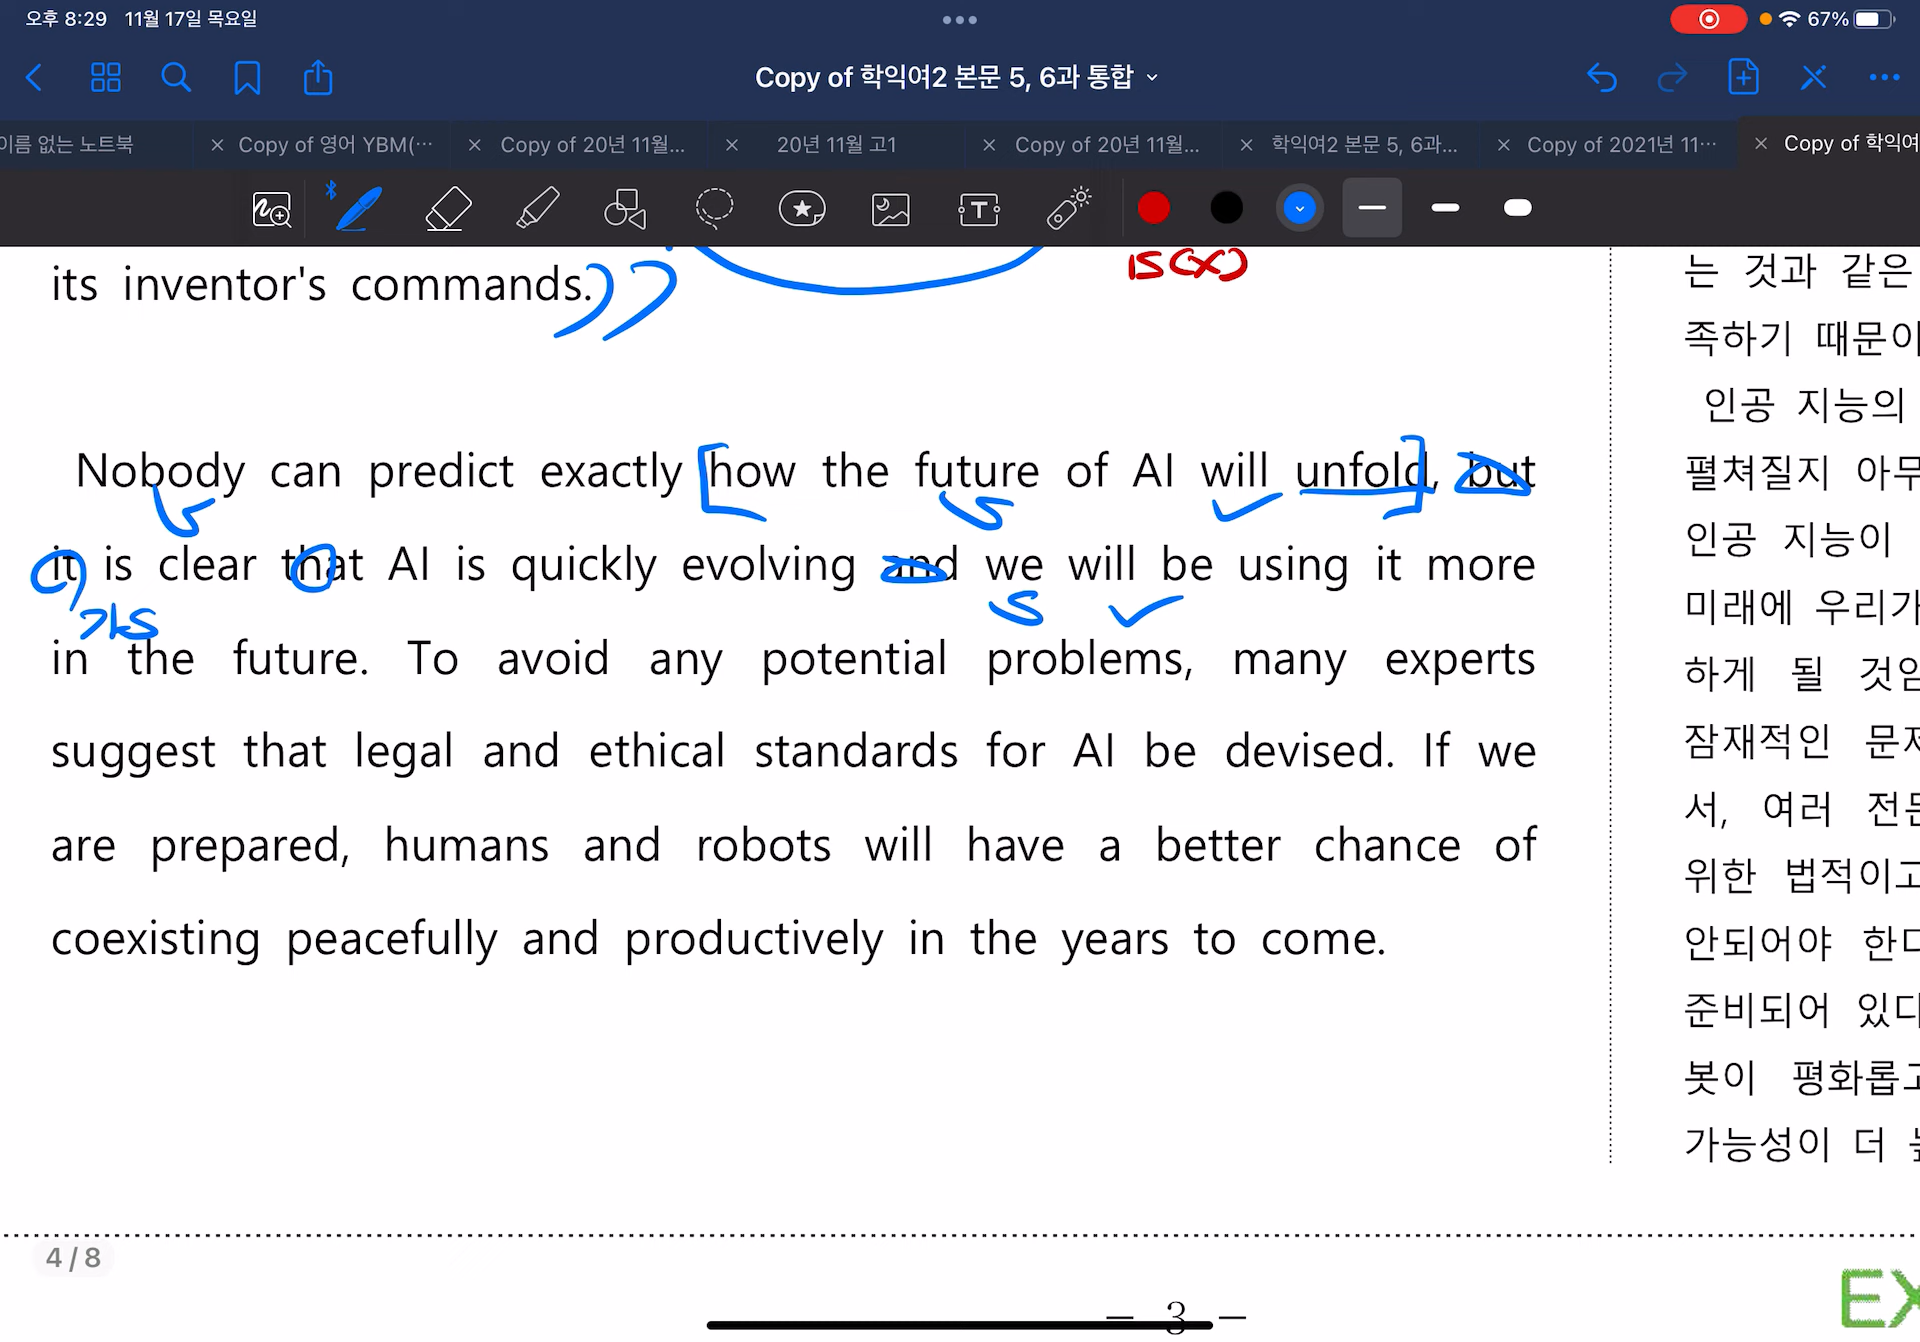 오후 8:29 11월 17일 목요일
67%
Copy of 학익여2 본문 5, 6과 통합
이름 없는 노트북
Copy of 영어 YBM(···
Copy of 20년 11월...
20년 11월 고1
Copy of 20년 11월...
학익여2 본문 5, 6과...
Copy of 2021년 11···
Copy of 학익여
its inventor's commands.
is(x)
Nobody can predict exactly how the future of AI will unfold, but
it is clear that AI is quickly evolving and we will be using it more
가S
S
in the future. To avoid any potential problems, many experts
suggest that legal and ethical standards for AI be devised. If we
are prepared, humans and robots will have a better chance of
coexisting peacefully and productively in the years to come.
는 것과 같은
족하기 때문이
인공 지능의
펼쳐질지 아무
인공 지능이
미래에 우리가
하게 될 것임
잠재적인 문제
서, 여러 전문
위한 법적이고
안되어야 한다
준비되어 있다
봇이 평화롭고
가능성이 더
4 / 8
- 3 -
EX